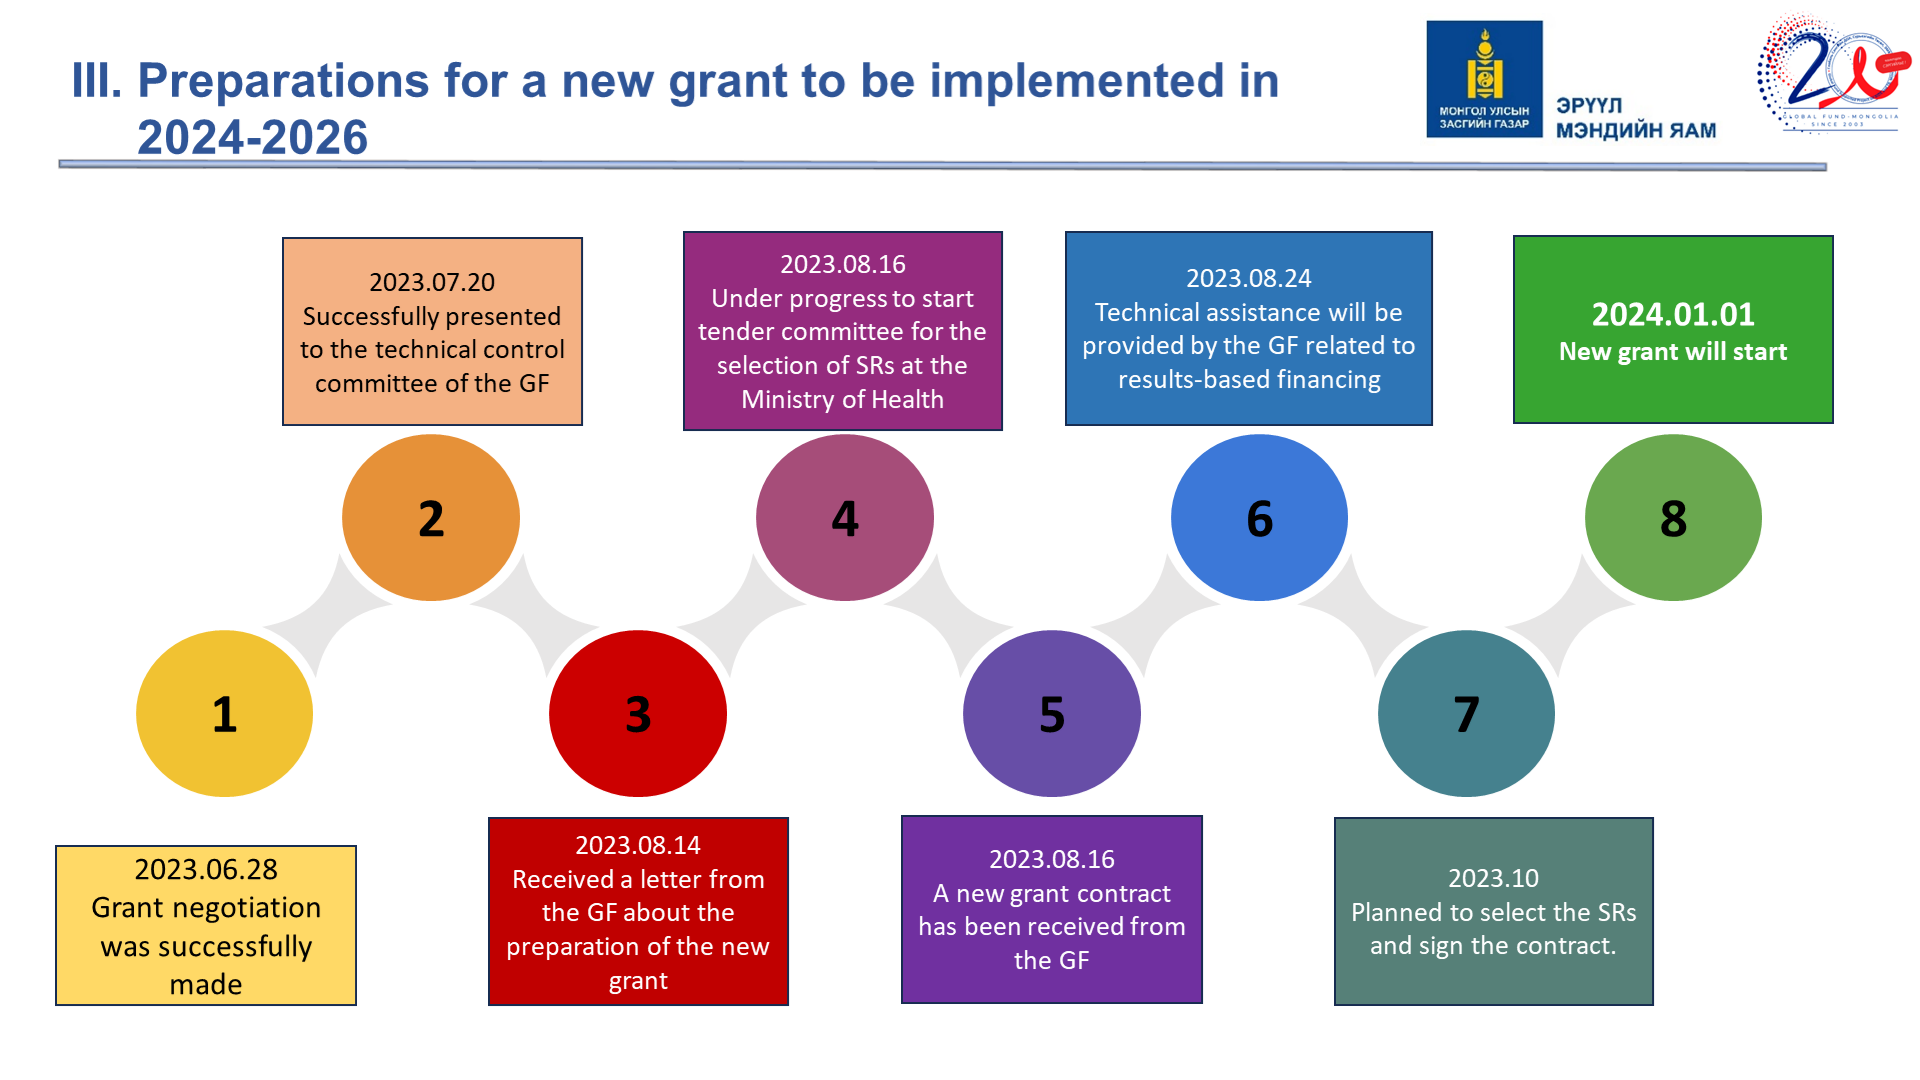 III. Preparations for a new grant to be implemented in
2024-2026
МОНГОЛ УЛСЫН
ЗАСГИЙН ГАЗАР
ЭРҮҮЛ
МЭНДИЙН ЯАМ
20
GLOBAL FUND-MONGOLIA
SINCE 2003
2023.07.20
Successfully presented
to the technical control
committee of the GF
2023.08.16
Under progress to start
tender committee for the
selection of SRs at the
Ministry of Health
2023.08.24
Technical assistance will be
provided by the GF related to
results-based financing
2024.01.01
New grant will start
2
4
6
8
1
3
5
7
2023.06.28
Grant negotiation
was successfully
made
2023.08.14
Received a letter from
the GF about the
preparation of the new
grant
2023.08.16
A new grant contract
has been received from
the GF
2023.10
Planned to select the SRs
and sign the contract.